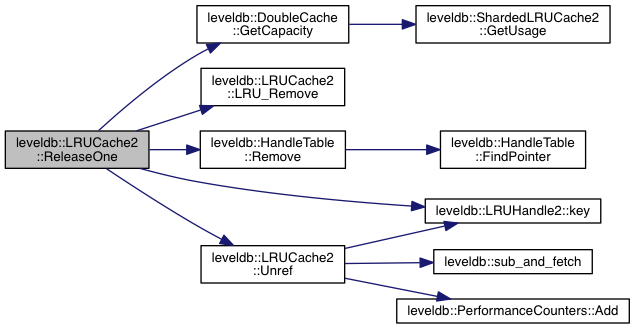 leveldb::LRUCache2
::ReleaseOne
leveldb::DoubleCache
::GetCapacity
leveldb::ShardedLRUCache2
::GetUsage
leveldb::LRUCache2
::LRU_Remove
leveldb::HandleTable
::Remove
leveldb::HandleTable
::FindPointer
leveldb::LRUHandle2::key
leveldb::LRUCache2
::Unref
leveldb::sub_and_fetch
leveldb::PerformanceCounters::Add